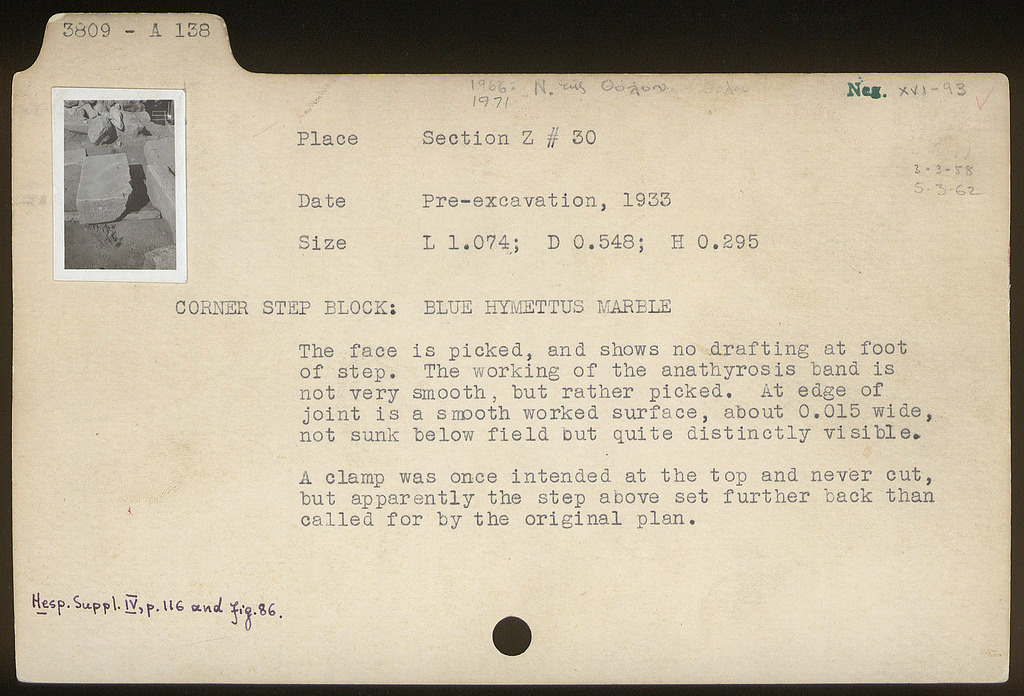 3809 - A 138
1966: Ν. της Θόλου
1971
Neg. XVI-93
Place Section Z # 30
3-3-58
5-3-62
Date Pre-excavation, 1933
Size L 1.074; D 0.548; H 0.295
CORNER STEP BLOCK: BLUE HYMETTUS MARBLE
The face is picked, and shows no drafting at foot
of step. The working of the anathyrosis band is
not very smooth, but rather picked. At edge of
joint is a smooth worked surface, about 0.015 wide,
not sunk below field but quite distinctly visible.
A clamp was once intended at the top and never cut,
but apparently the step above set further back than
called for by the original plan.
Hesp. Suppl. IV, p. 116 and fig. 86.